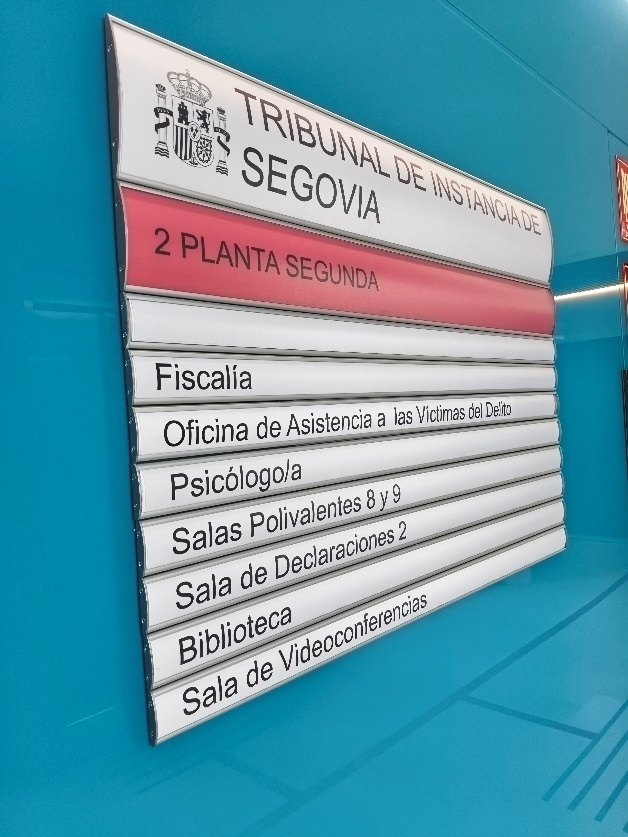 TRIBUNAL DE INSTANCIA DE
SEGOVIA
2 PLANTA SEGUNDA
Fiscalía
Oficina de Asistencia a las Víctimas del Delito
Psicólogo/a
Salas Polivalentes 8 y 9
Sala de Declaraciones 2
Biblioteca
Sala de Videoconferencias